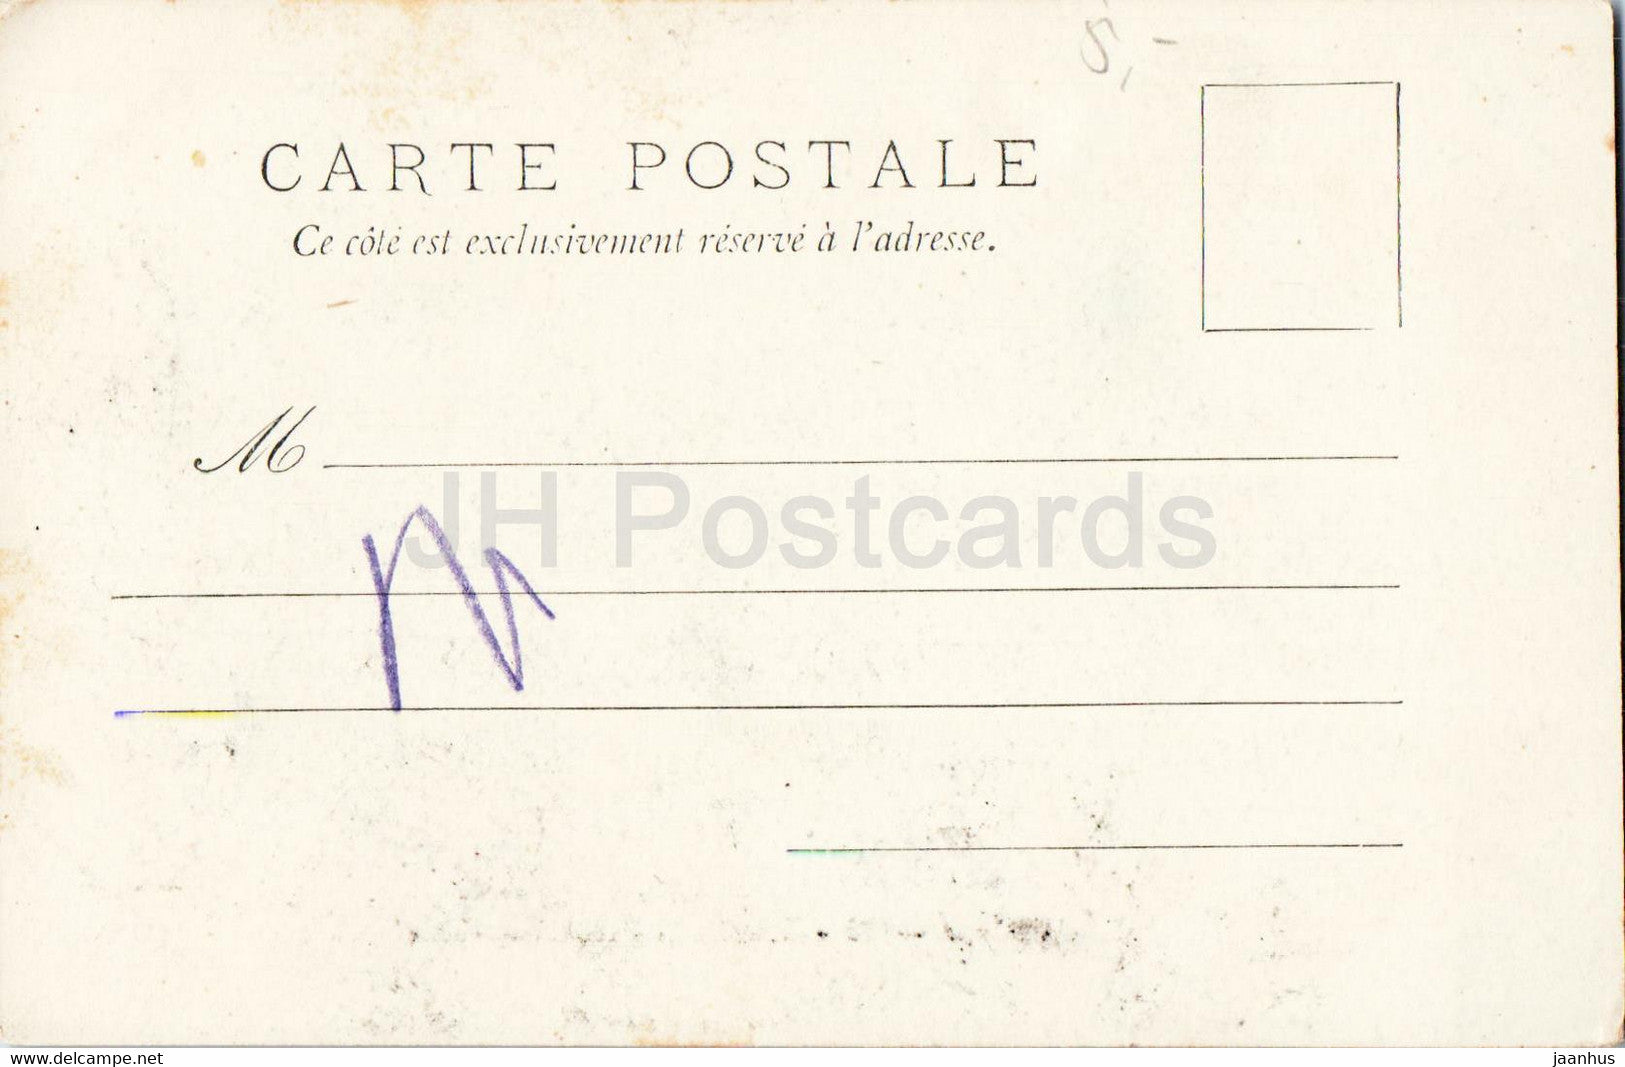 5,-
CARTE POSTALE
Ce côté est exclusivement réservé à l'adresse.
M
JH Postcards
www.delcampe.net
jaanhus